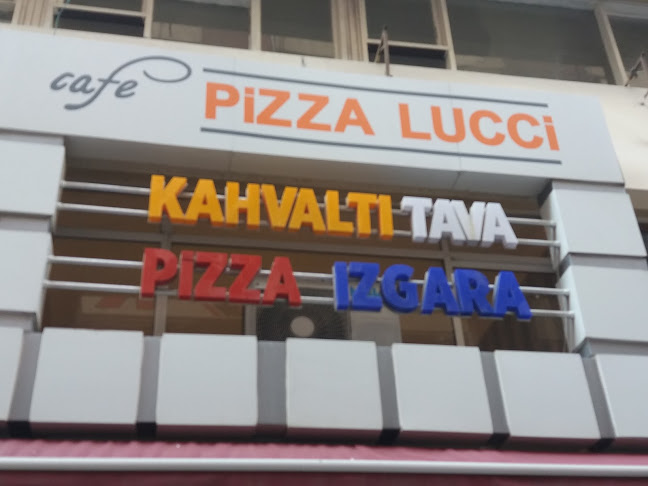 cafe PiZZA LUCCi
KAHVALTI TAVA
PiZZA IZGARA